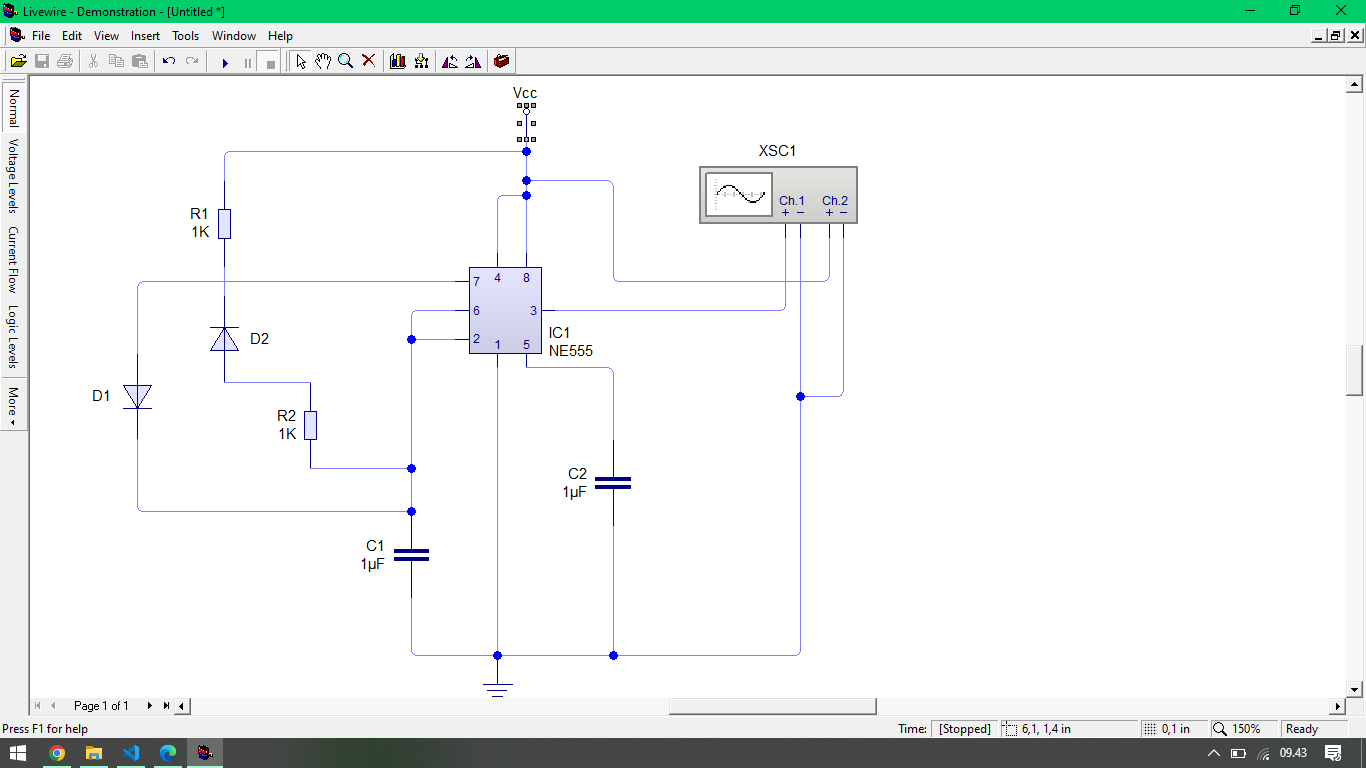 Livewire - Demonstration - [Untitled *]
File Edit View Insert Tools Window Help
Normal
Voltage Levels
Current Flow
Logic Levels
More
Vcc
XSC1
Ch.1 Ch.2
+ − + −
R1
1K
7 4 8
6 3
2
1 5
IC1
NE555
D2
D1
R2
1K
C2
1µF
C1
1µF
Page 1 of 1
Press F1 for help
Time: [Stopped] 6,1, 1,4 in 0,1 in 150% Ready
09.43